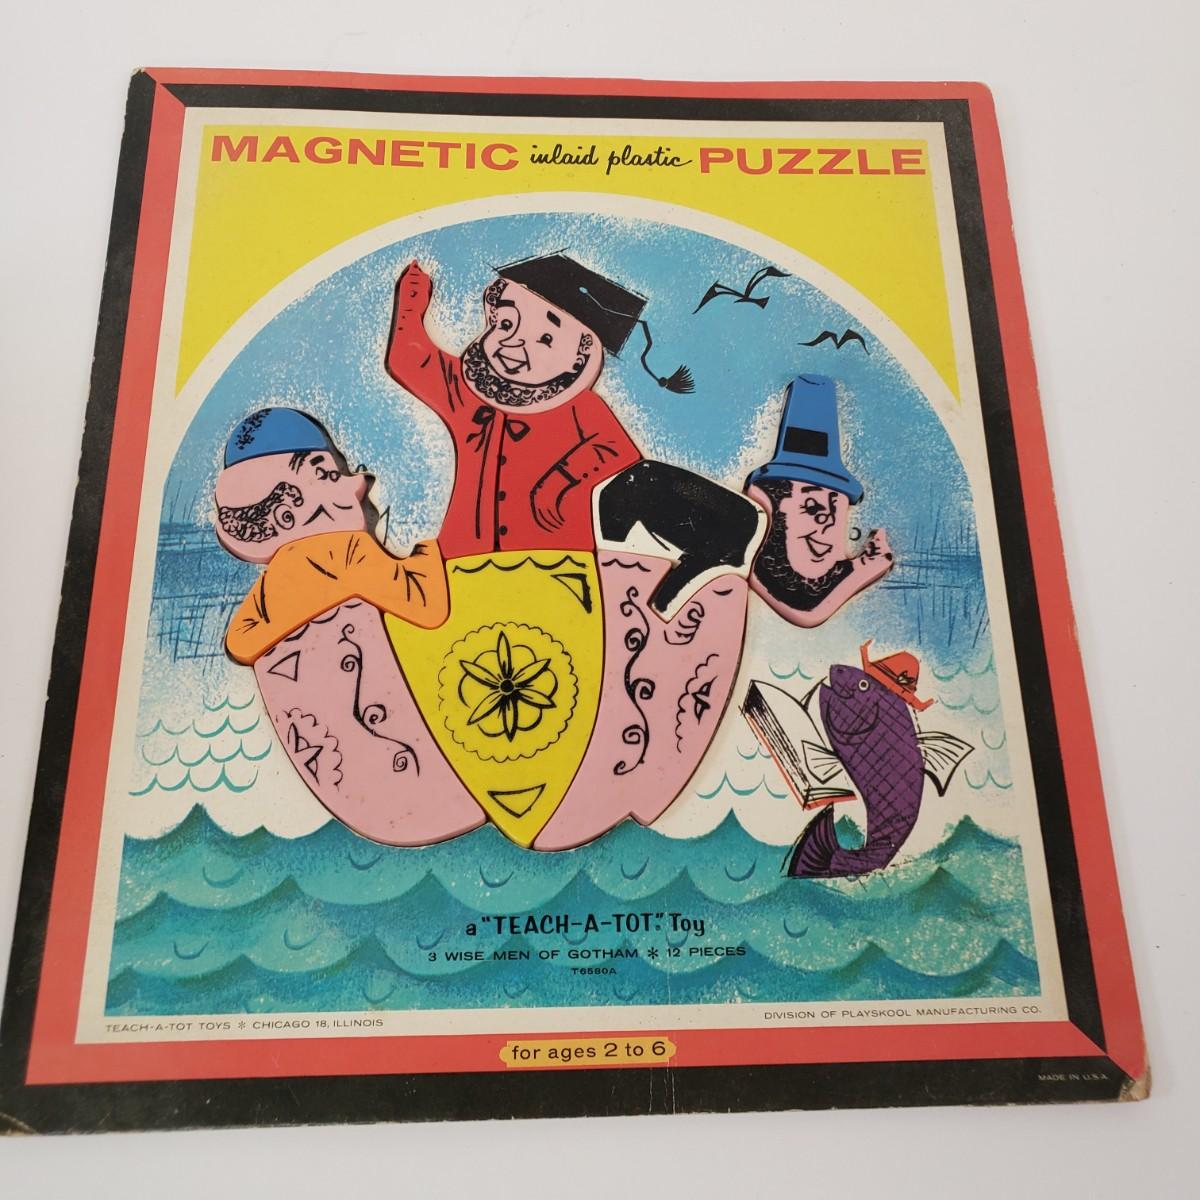 MAGNETIC inlaid plastic PUZZLE
a "TEACH-A-TOT" Toy
3 WISE MEN OF GOTHAM * 12 PIECES
T6580A
TEACH-A-TOT TOYS * CHICAGO 18, ILLINOIS
DIVISION OF PLAYSKOOL MANUFACTURING CO.
for ages 2 to 6
MADE IN U.S.A.